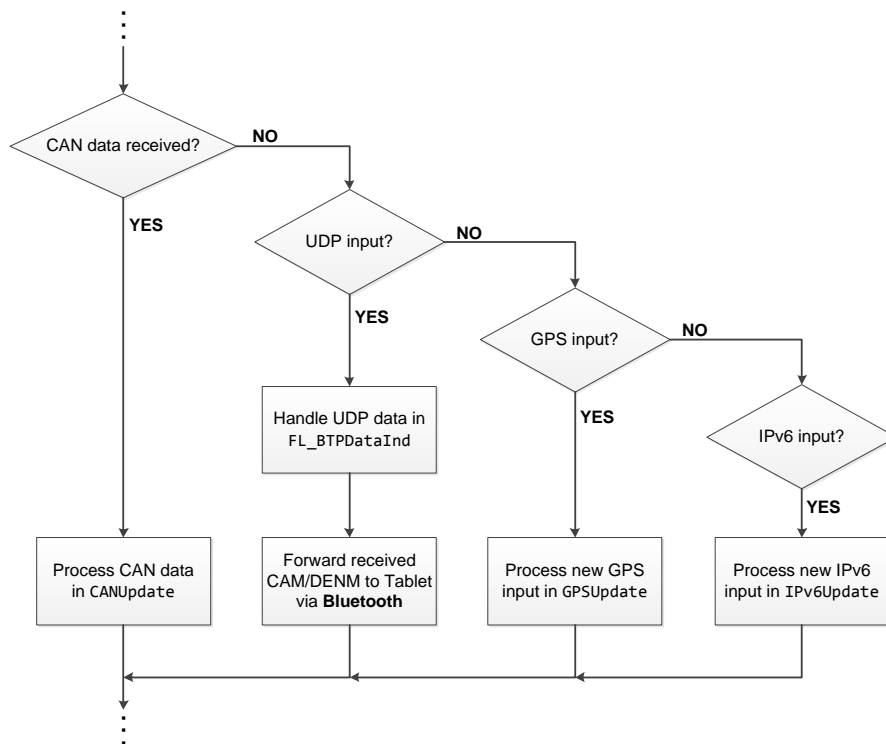 CAN data received?
NO
YES
UDP input?
NO
YES
GPS input?
NO
YES
IPv6 input?
YES
Handle UDP data in
FL_BTPDataInd
Process CAN data
in CANUpdate
Forward received
CAM/DENM to Tablet
via Bluetooth
Process new GPS
input in GPSUpdate
Process new IPv6
input in IPv6Update